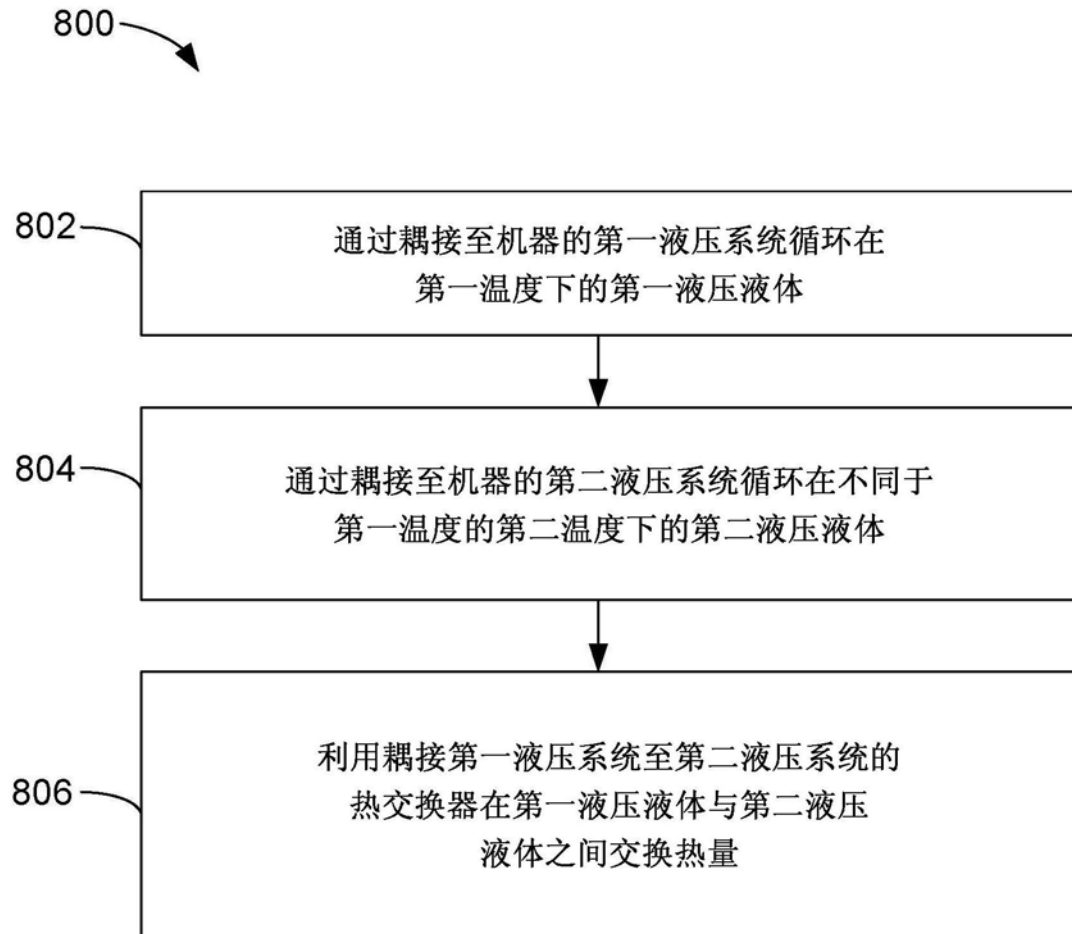 800
802
通过耦接至机器的第一液压系统循环在
第一温度下的第一液压液体
804
通过耦接至机器的第二液压系统循环在不同于
第一温度的第二温度下的第二液压液体
806
利用耦接第一液压系统至第二液压系统的
热交换器在第一液压液体与第二液压
液体之间交换热量